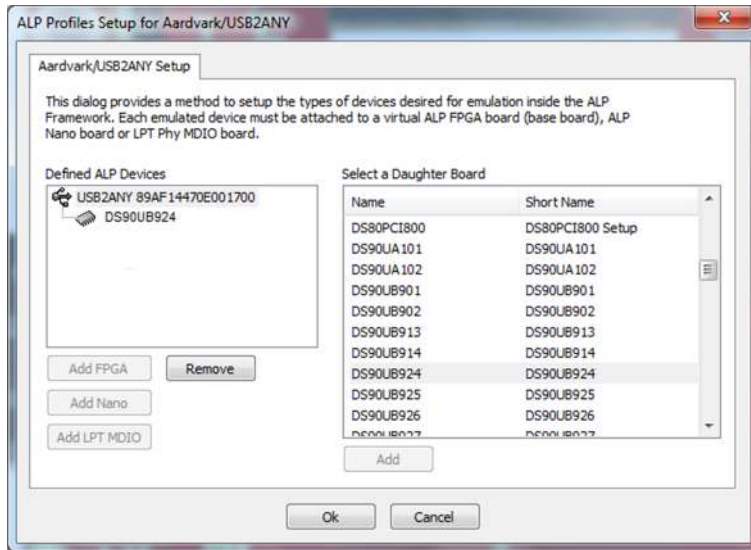 ALP Profiles Setup for Aardvark/USB2ANY
Aardvark/USB2ANY Setup
This dialog provides a method to setup the types of devices desired for emulation inside the ALP
Framework. Each emulated device must be attached to a virtual ALP FPGA board (base board), ALP
Nano board or LPT Phy MDIO board.
Defined ALP Devices
USB2ANY 89AF14470E001700
DS90UB924
Add FPGA Remove
Add Nano
Add LPT MDIO
Select a Daughter Board
Name Short Name
DS80PCI800 DS80PCI800 Setup
DS90UA101 DS90UA101
DS90UA102 DS90UA102
DS90UB901 DS90UB901
DS90UB902 DS90UB902
DS90UB913 DS90UB913
DS90UB914 DS90UB914
DS90UB924 DS90UB924
DS90UB925 DS90UB925
DS90UB926 DS90UB926
DS90UB927 DS90UB927
Add
Ok Cancel